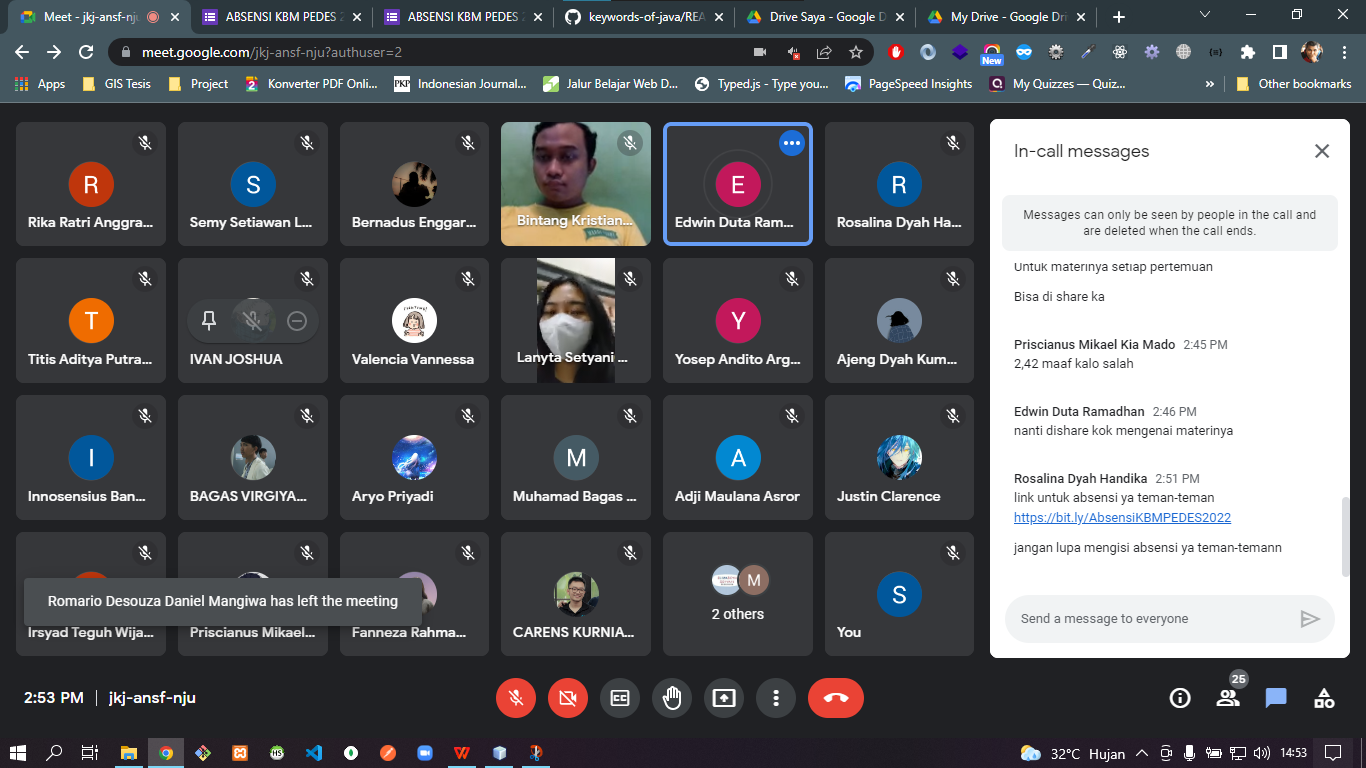 Meet - jkj-ansf-nju
ABSENSI KBM PEDES 2
ABSENSI KBM PEDES 2
keywords-of-java/REA
Drive Saya - Google D
My Drive - Google Dri
meet.google.com/jkj-ansf-nju?authuser=2
New
Apps
GIS Tesis
Project
Konverter PDF Onli...
PKP
Indonesian Journal...
Jalur Belajar Web D...
Typed.js - Type you...
PageSpeed Insights
My Quizzes — Quiz...
»
Other bookmarks
R
Rika Ratri Anggra...
S
Semy Setiawan L...
Bernadus Enggar...
Bintang Kristian...
E
Edwin Duta Ram...
R
Rosalina Dyah Ha...
T
Titis Aditya Putra...
IVAN JOSHUA
Valencia Vannessa
Lanyta Setyani ...
Y
Yosep Andito Arg...
Ajeng Dyah Kum...
I
Innosensius Ban...
BAGAS VIRGIYA...
Aryo Priyadi
M
Muhamad Bagas ...
A
Adji Maulana Asror
Justin Clarence
Irsyad Teguh Wija...
Priscianus Mikael...
Fanneza Rahma...
CARENS KURNIA...
M
2 others
S
You
Romario Desouza Daniel Mangiwa has left the meeting
In-call messages
Messages can only be seen by people in the call and
are deleted when the call ends.
Untuk materinya setiap pertemuan
Bisa di share ka
Priscianus Mikael Kia Mado 2:45 PM
2,42 maaf kalo salah
Edwin Duta Ramadhan 2:46 PM
nanti dishare kok mengenai materinya
Rosalina Dyah Handika 2:51 PM
link untuk absensi ya teman-teman
https://bit.ly/AbsensiKBMPEDES2022
jangan lupa mengisi absensi ya teman-temann
Send a message to everyone
2:53 PM | jkj-ansf-nju
25
32°C Hujan
14:53